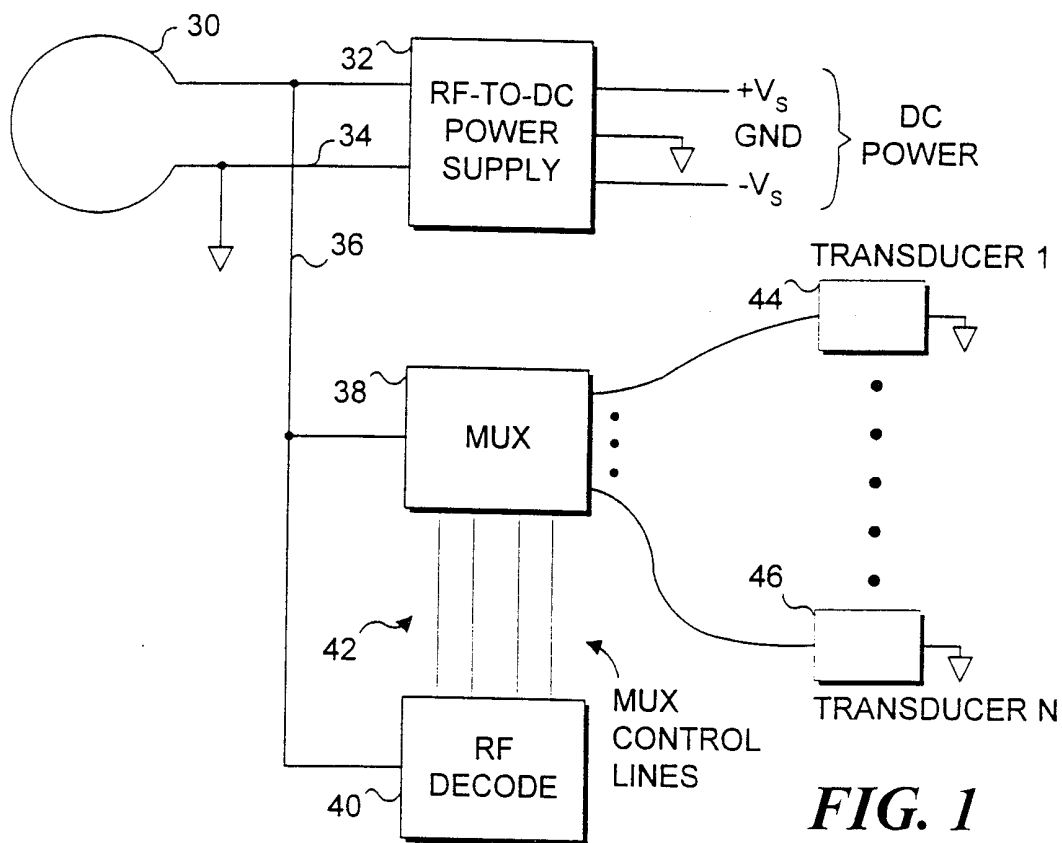 30
32
RF-TO-DC
POWER
SUPPLY
+VS
GND
-VS
DC
POWER
34
36
TRANSDUCER 1
44
38
MUX
46
TRANSDUCER N
42
MUX
CONTROL
LINES
RF
DECODE
40
FIG. 1